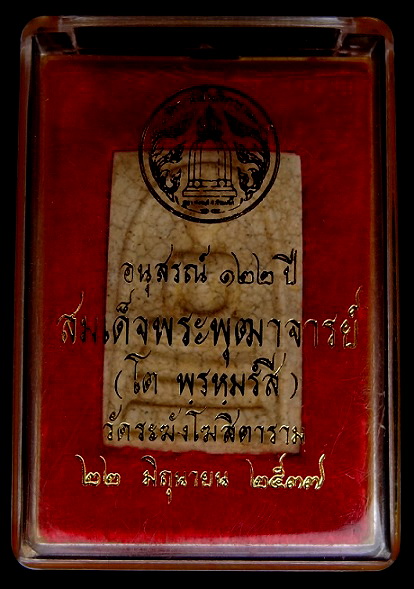 อนุสรณ์ ๑๒๒ ปี
สมเด็จพระพุฒาจารย์
(โต พฺรหฺมรํสี)
วัดระฆังโฆสิตาราม
๒๒ มิถุนายน ๒๕๓๗